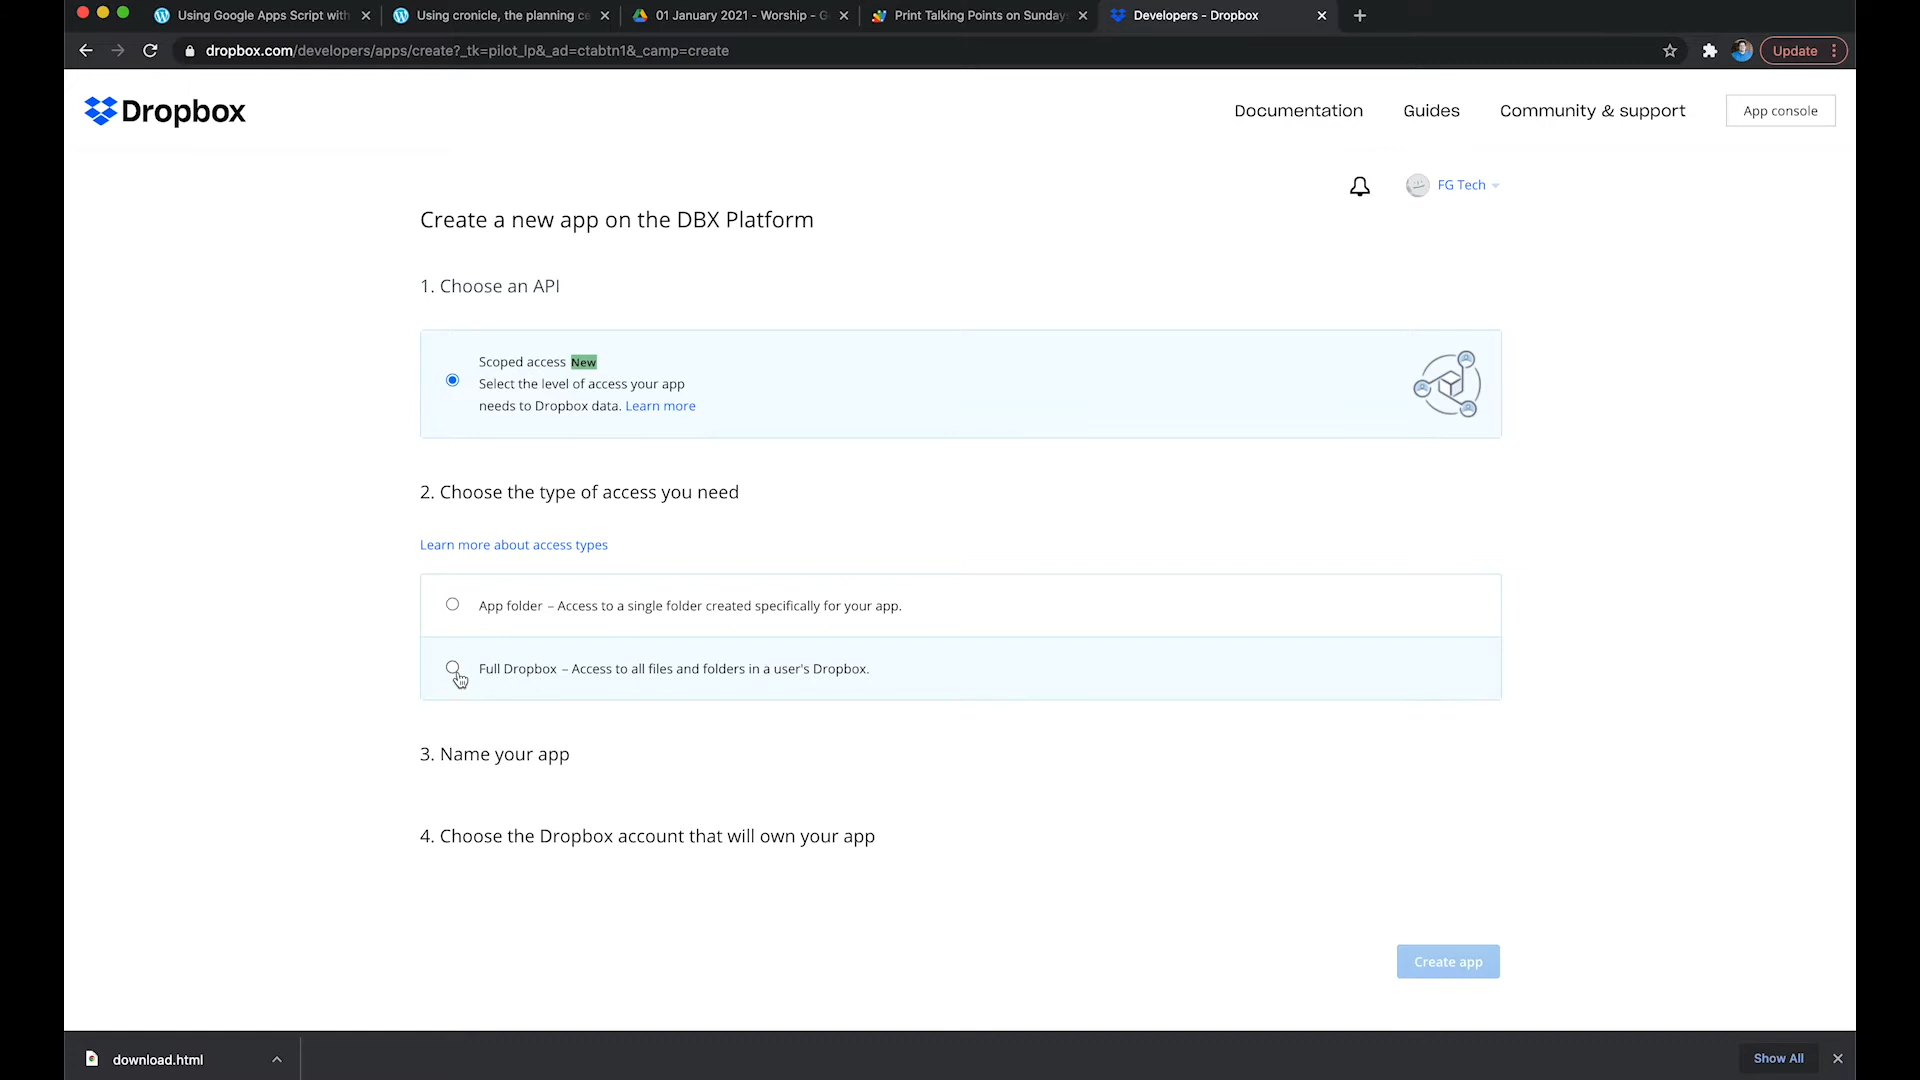 Using Google Apps Script with
Using cronicle, the planning ce
01 January 2021 - Worship - G
Print Talking Points on Sunday
Developers - Dropbox
dropbox.com/developers/apps/create?_tk=pilot_lp&_ad=ctabtn1&_camp=create
Update
Dropbox
Documentation
Guides
Community & support
App console
FG Tech
Create a new app on the DBX Platform
1. Choose an API
Scoped access New
Select the level of access your app
needs to Dropbox data. Learn more
2. Choose the type of access you need
Learn more about access types
App folder – Access to a single folder created specifically for your app.
Full Dropbox – Access to all files and folders in a user's Dropbox.
3. Name your app
4. Choose the Dropbox account that will own your app
Create app
download.html
Show All